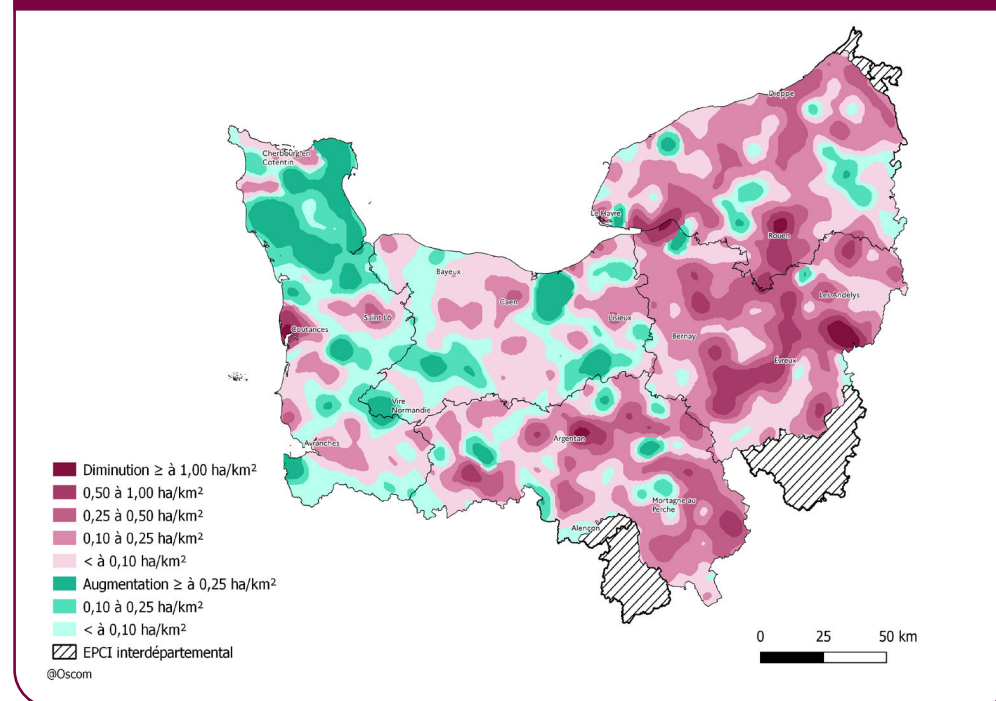 Dieppe
Cherbourg en
Cotentin
Le Havre
Rouen
Bayeux
Les Andelys
Caen
Saint Lô
Lisieux
Coutances
Bernay
Évreux
Vire
Normandie
Avranches
Argentan
Mortagne au
Perche
Alençon
Diminution ≥ à 1,00 ha/km²
0,50 à 1,00 ha/km²
0,25 à 0,50 ha/km²
0,10 à 0,25 ha/km²
< à 0,10 ha/km²
Augmentation ≥ à 0,25 ha/km²
0,10 à 0,25 ha/km²
< à 0,10 ha/km²
EPCI interdépartemental
0 25 50 km
@Oscom